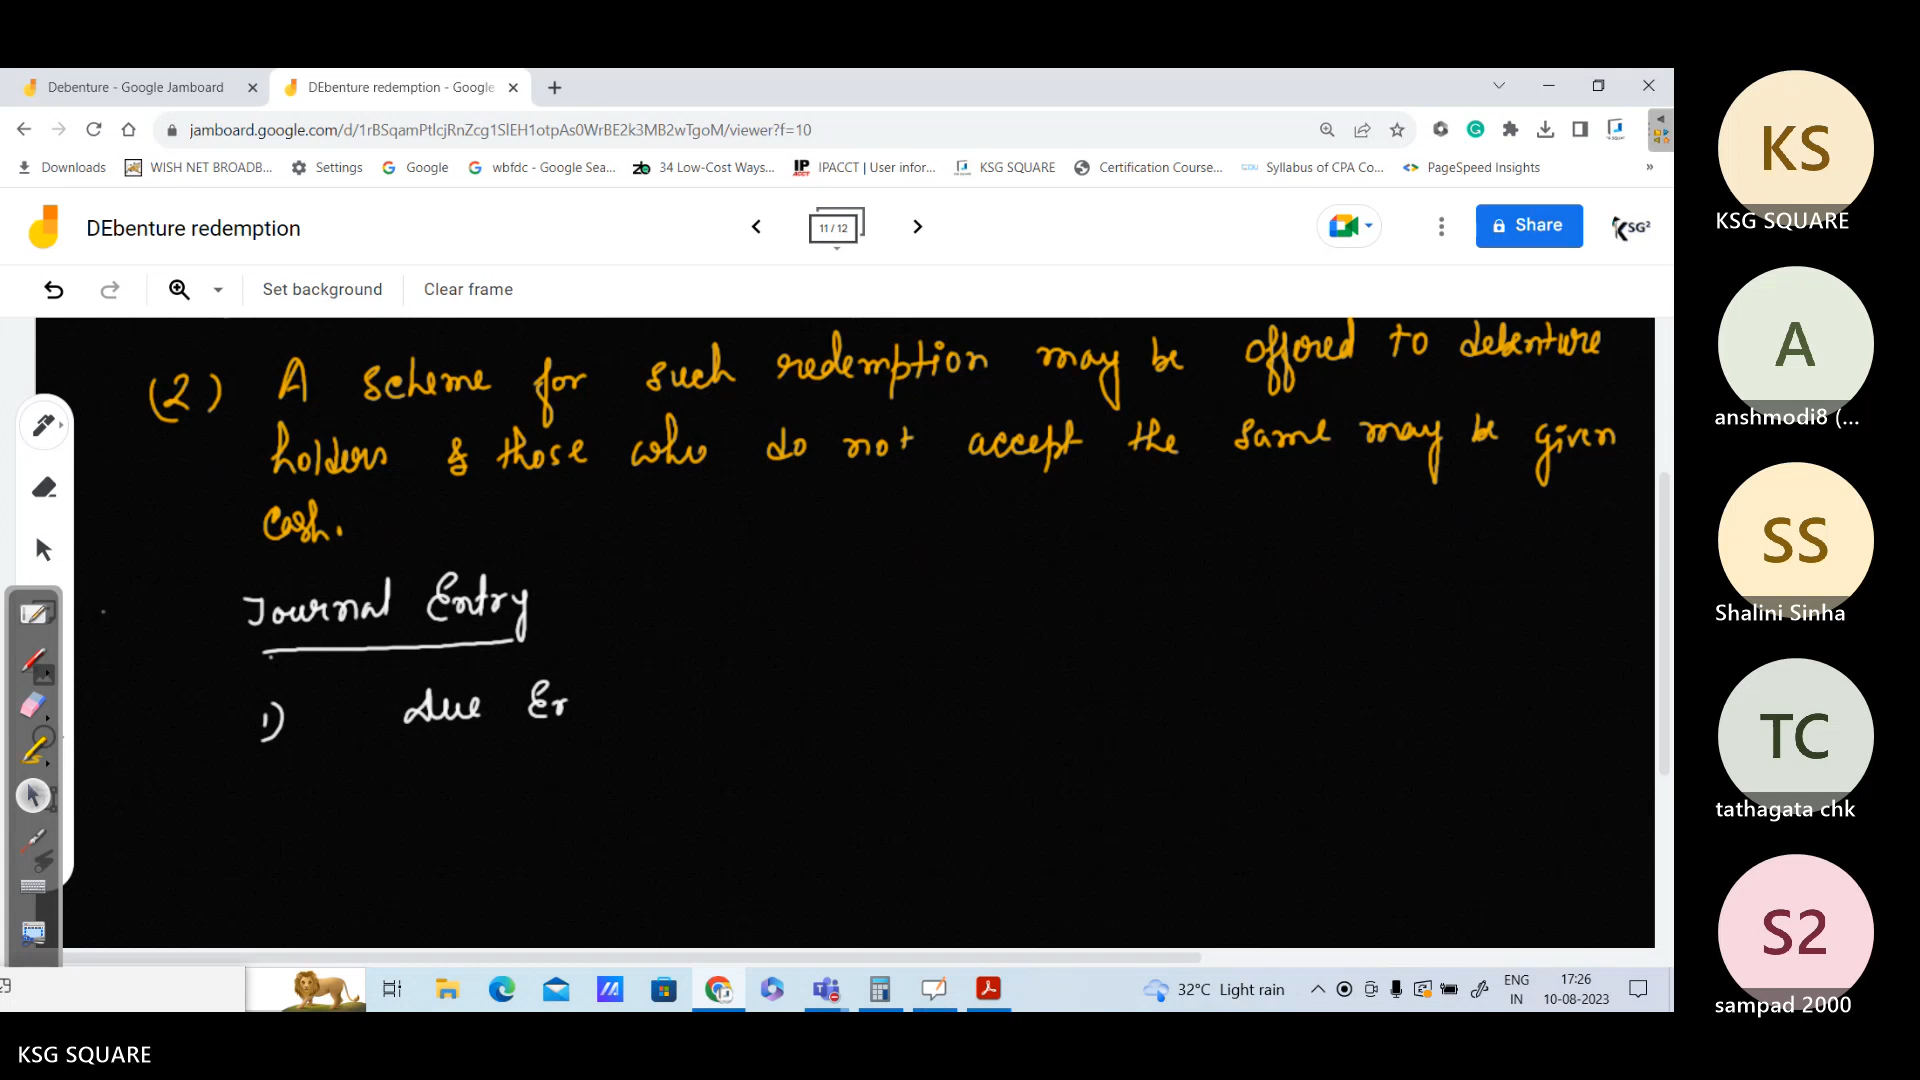 Debenture - Google Jamboard
DEbenture redemption - Google
jamboard.google.com/d/1rBSqamPtlcjRnZcg1SlEH1otpAs0WrBE2k3MB2wTgoM/viewer?f=10
Downloads WISH NET BROADB... Settings Google wbfdc - Google Sea... 34 Low-Cost Ways... IPACCT | User infor... KSG SQUARE Certification Course... Syllabus of CPA Co... PageSpeed Insights »
DEbenture redemption
11 / 12
Share
KSG²
Set background
Clear frame
(2) A scheme for such redemption may be offered to debenture
holders & those who do not accept the same may be given
cash.
Journal Entry
1) due En
32°C Light rain
ENG
IN
17:26
10-08-2023
KS
KSG SQUARE
A
anshmodi8 (...
SS
Shalini Sinha
TC
tathagata chk
S2
sampad 2000
KSG SQUARE